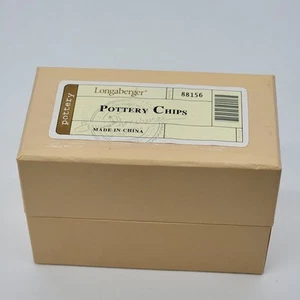 pottery
Longaberger®
88156
POTTERY CHIPS
MADE IN CHINA